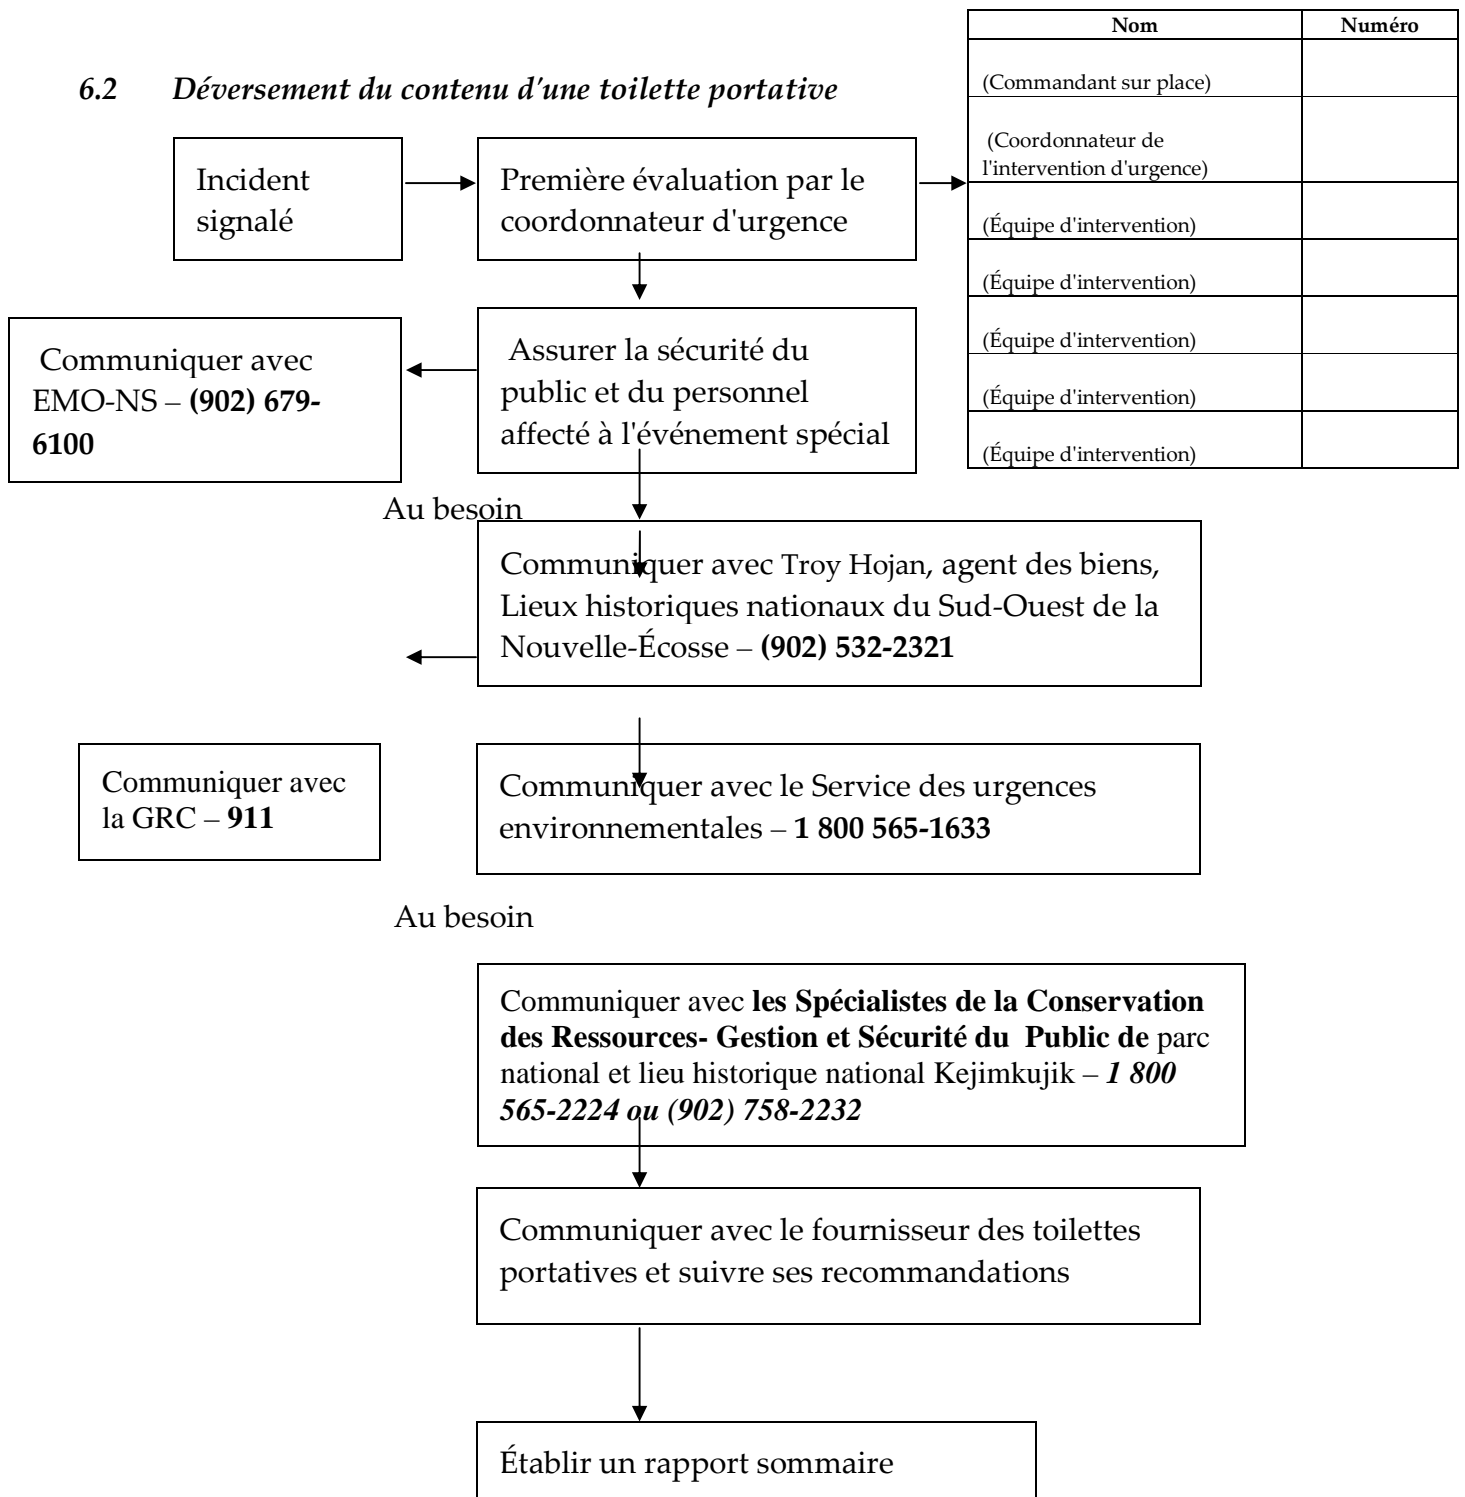 6.2 Déversement du contenu d'une toilette portative
Nom Numéro
(Commandant sur place)
(Coordonnateur de
l'intervention d'urgence)
(Équipe d'intervention)
(Équipe d'intervention)
(Équipe d'intervention)
(Équipe d'intervention)
(Équipe d'intervention)
Incident
signalé
Première évaluation par le
coordonnateur d'urgence
Communiquer avec
EMO-NS – (902) 679-
6100
Assurer la sécurité du
public et du personnel
affecté à l'événement spécial
Au besoin
Communiquer avec Troy Hojan, agent des biens,
Lieux historiques nationaux du Sud-Ouest de la
Nouvelle-Écosse – (902) 532-2321
Communiquer avec
la GRC – 911
Communiquer avec le Service des urgences
environnementales – 1 800 565-1633
Au besoin
Communiquer avec les Spécialistes de la Conservation
des Ressources- Gestion et Sécurité du Public de parc
national et lieu historique national Kejimkujik – 1 800
565-2224 ou (902) 758-2232
Communiquer avec le fournisseur des toilettes
portatives et suivre ses recommandations
Établir un rapport sommaire